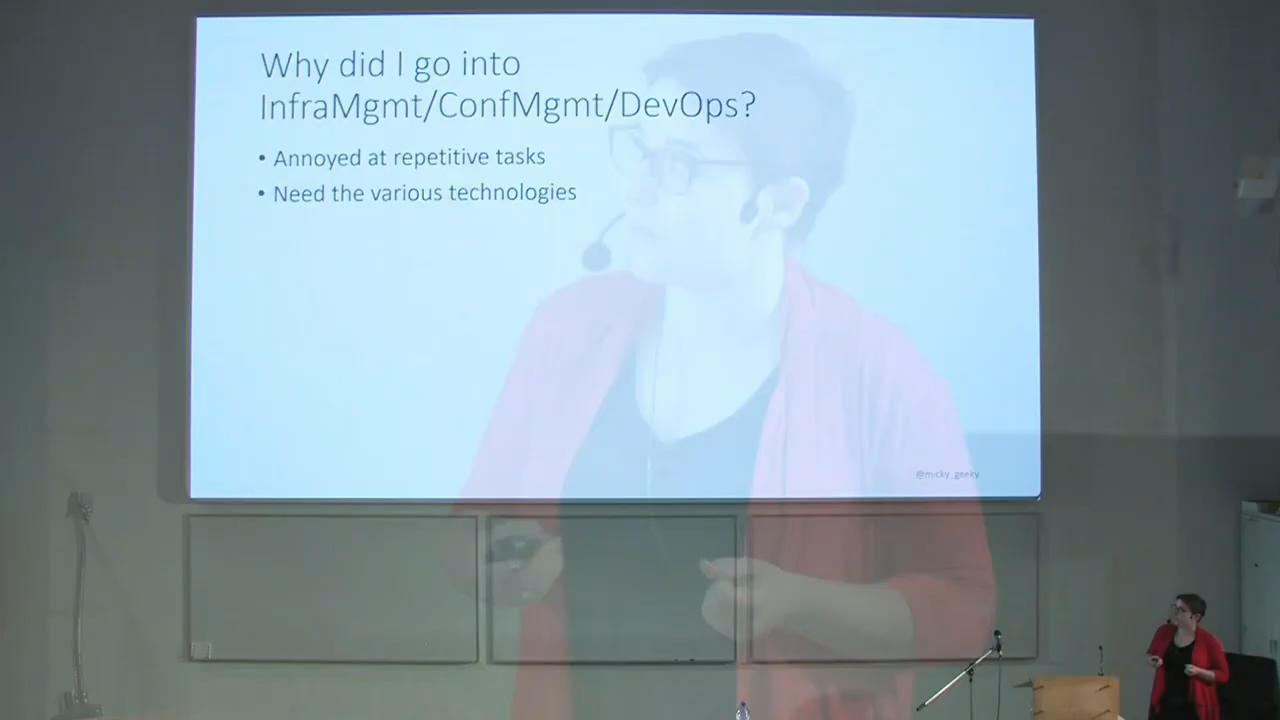 Why did I go into
InfraMgmt/ConfMgmt/DevOps?
• Annoyed at repetitive tasks
• Need the various technologies
@micky_geeky